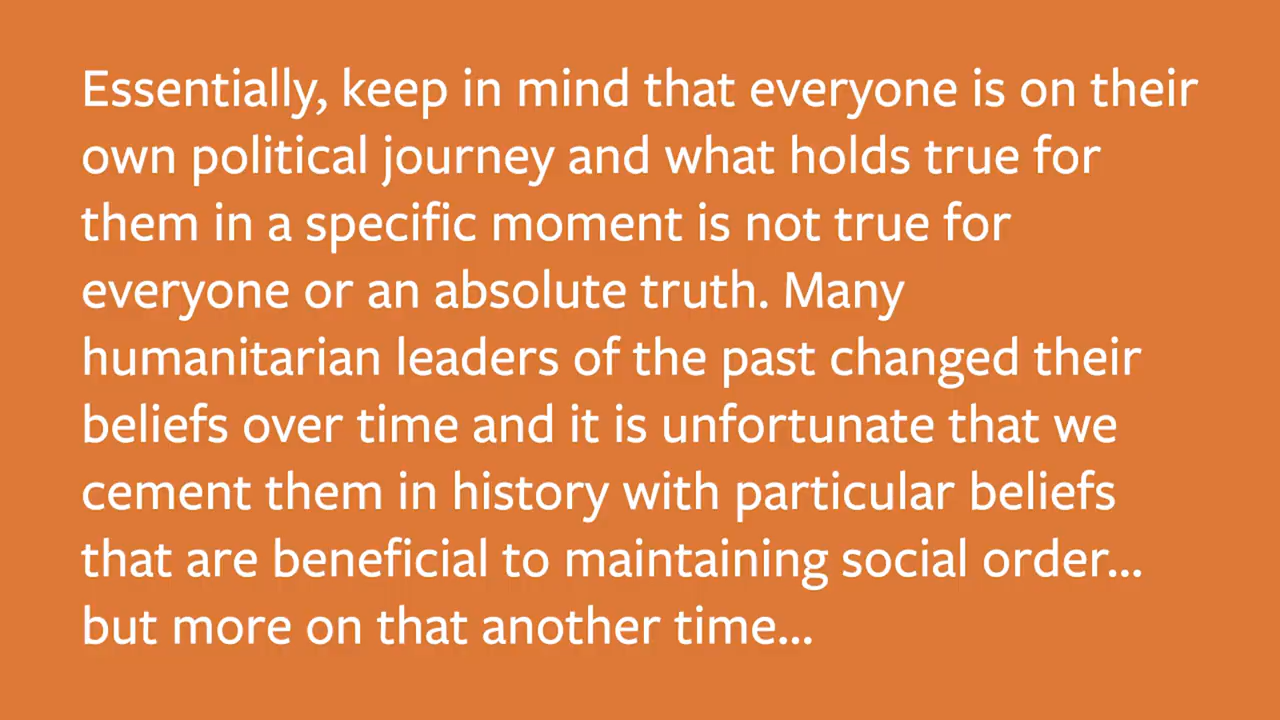 Essentially, keep in mind that everyone is on their
own political journey and what holds true for
them in a specific moment is not true for
everyone or an absolute truth. Many
humanitarian leaders of the past changed their
beliefs over time and it is unfortunate that we
cement them in history with particular beliefs
that are beneficial to maintaining social order...
but more on that another time...